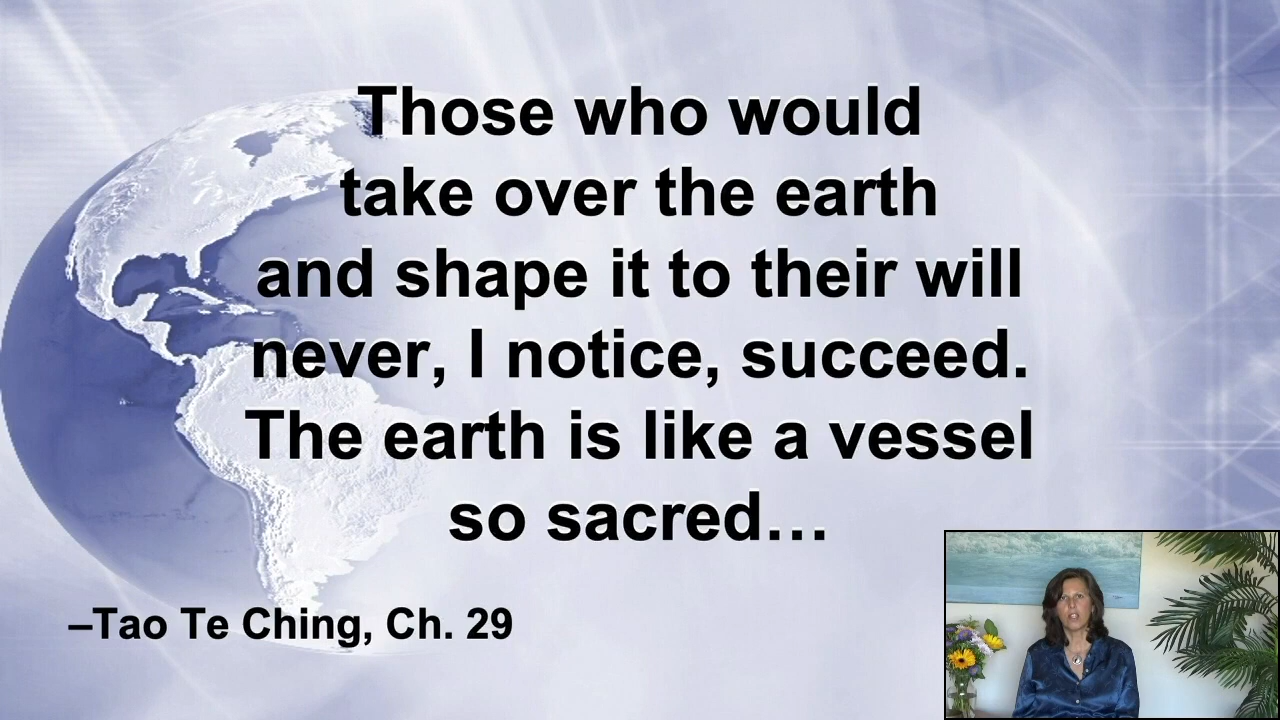 Those who would
take over the earth
and shape it to their will
never, I notice, succeed.
The earth is like a vessel
so sacred…
–Tao Te Ching, Ch. 29